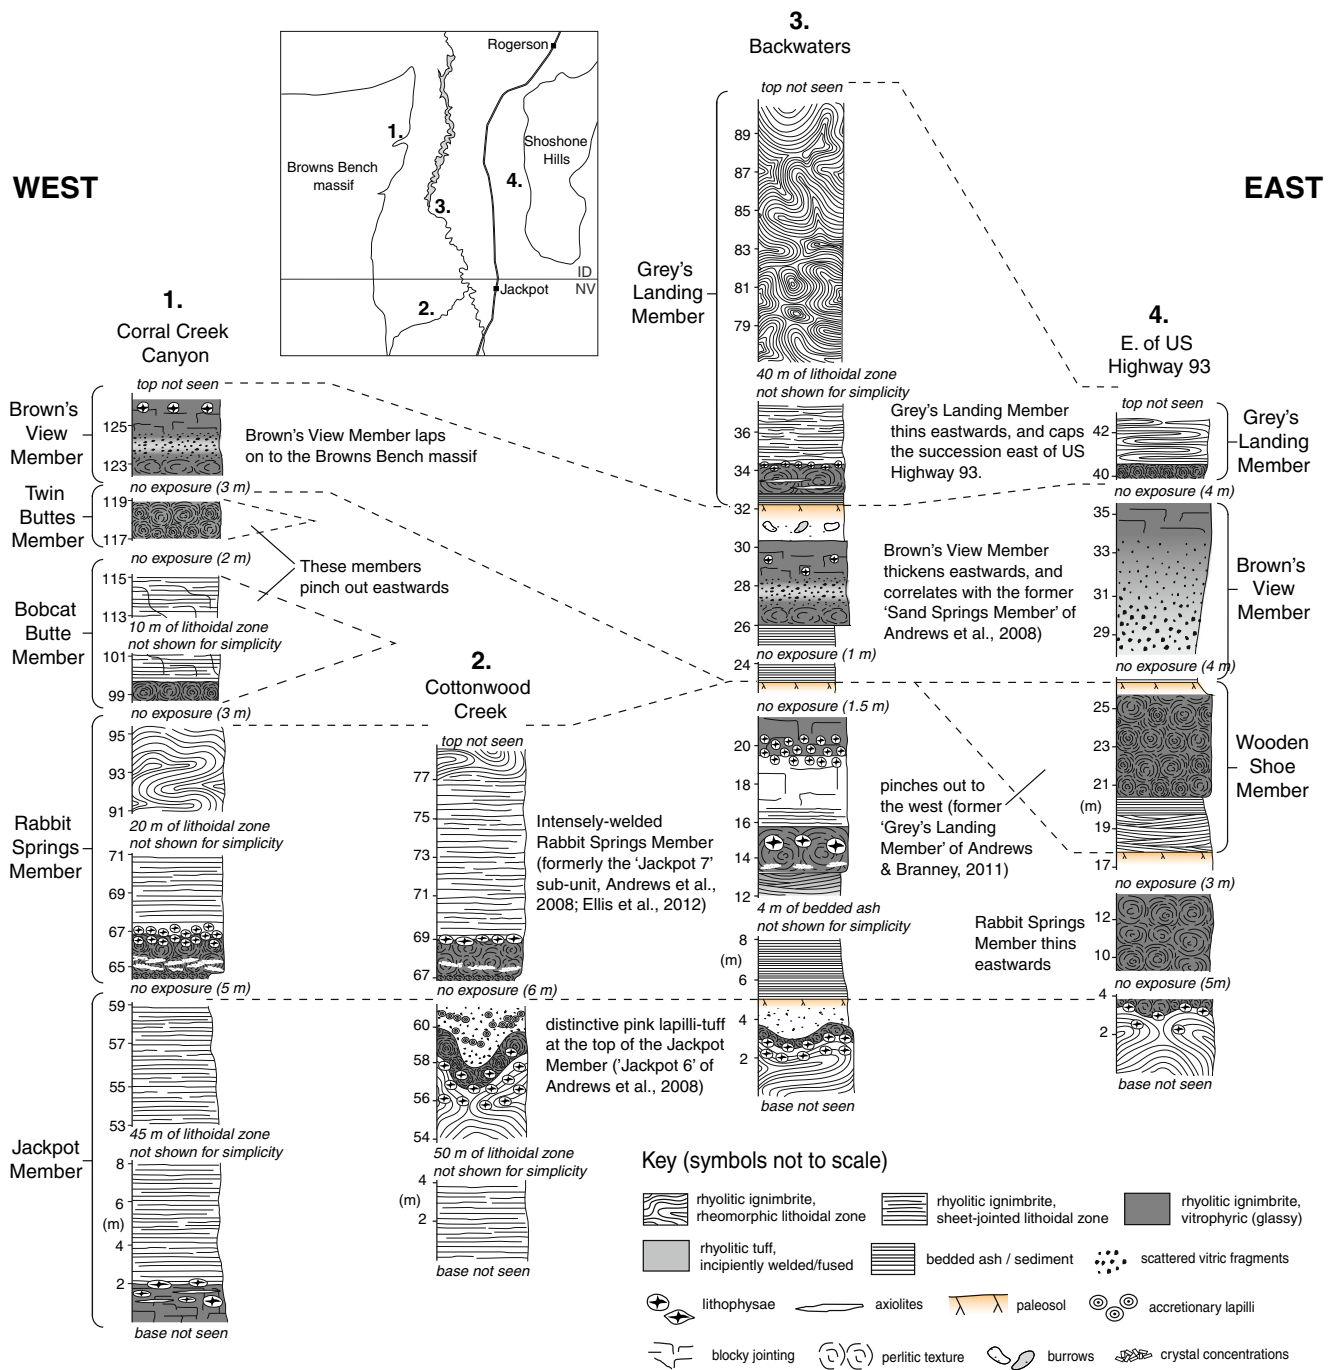 WEST
EAST
Rogerson
1.
Browns Bench
massif
Shoshone
Hills
4.
3.
ID
NV
Jackpot
2.
1.
Corral Creek
Canyon
top not seen
Brown's
View
Member
125
123
Brown's View Member laps
on to the Browns Bench massif
no exposure (3 m)
Twin
Buttes
Member
119
117
no exposure (2 m)
These members
pinch out eastwards
Bobcat
Butte
Member
115
113
10 m of lithoidal zone
not shown for simplicity
101
99
no exposure (3 m)
Rabbit
Springs
Member
95
93
91
20 m of lithoidal zone
not shown for simplicity
71
69
67
65
no exposure (5 m)
Jackpot
Member
59
57
55
53
45 m of lithoidal zone
not shown for simplicity
8
6
(m)
4
2
base not seen
2.
Cottonwood
Creek
top not seen
77
75
73
71
69
67
Intensely-welded
Rabbit Springs Member
(formerly the 'Jackpot 7'
sub-unit, Andrews et al.,
2008; Ellis et al., 2012)
no exposure (6 m)
60
58
56
54
distinctive pink lapilli-tuff
at the top of the Jackpot
Member ('Jackpot 6' of
Andrews et al., 2008)
50 m of lithoidal zone
not shown for simplicity
4
(m)
2
base not seen
3.
Backwaters
top not seen
Grey's
Landing
Member
89
87
85
83
81
79
40 m of lithoidal zone
not shown for simplicity
36
34
32
Grey's Landing Member
thins eastwards, and caps
the succession east of US
Highway 93.
30
28
26
Brown's View Member
thickens eastwards, and
correlates with the former
'Sand Springs Member' of
Andrews et al., 2008)
no exposure (1 m)
24
no exposure (1.5 m)
20
18
16
14
12
pinches out to
the west (former
'Grey's Landing
Member' of Andrews
& Branney, 2011)
4 m of bedded ash
not shown for simplicity
8
(m)
6
4
2
base not seen
Rabbit Springs
Member thins
eastwards
4.
E. of US
Highway 93
top not seen
42
40
Grey's
Landing
Member
no exposure (4 m)
35
33
31
29
Brown's
View
Member
no exposure (4 m)
25
23
21
(m)
19
17
Wooden
Shoe
Member
no exposure (3 m)
12
10
no exposure (5m)
4
2
base not seen
Key (symbols not to scale)
rhyolitic ignimbrite,
rheomorphic lithoidal zone
rhyolitic ignimbrite,
sheet-jointed lithoidal zone
rhyolitic ignimbrite,
vitrophyric (glassy)
rhyolitic tuff,
incipiently welded/fused
bedded ash / sediment
scattered vitric fragments
lithophysae
axiolites
paleosol
accretionary lapilli
blocky jointing
perlitic texture
burrows
crystal concentrations